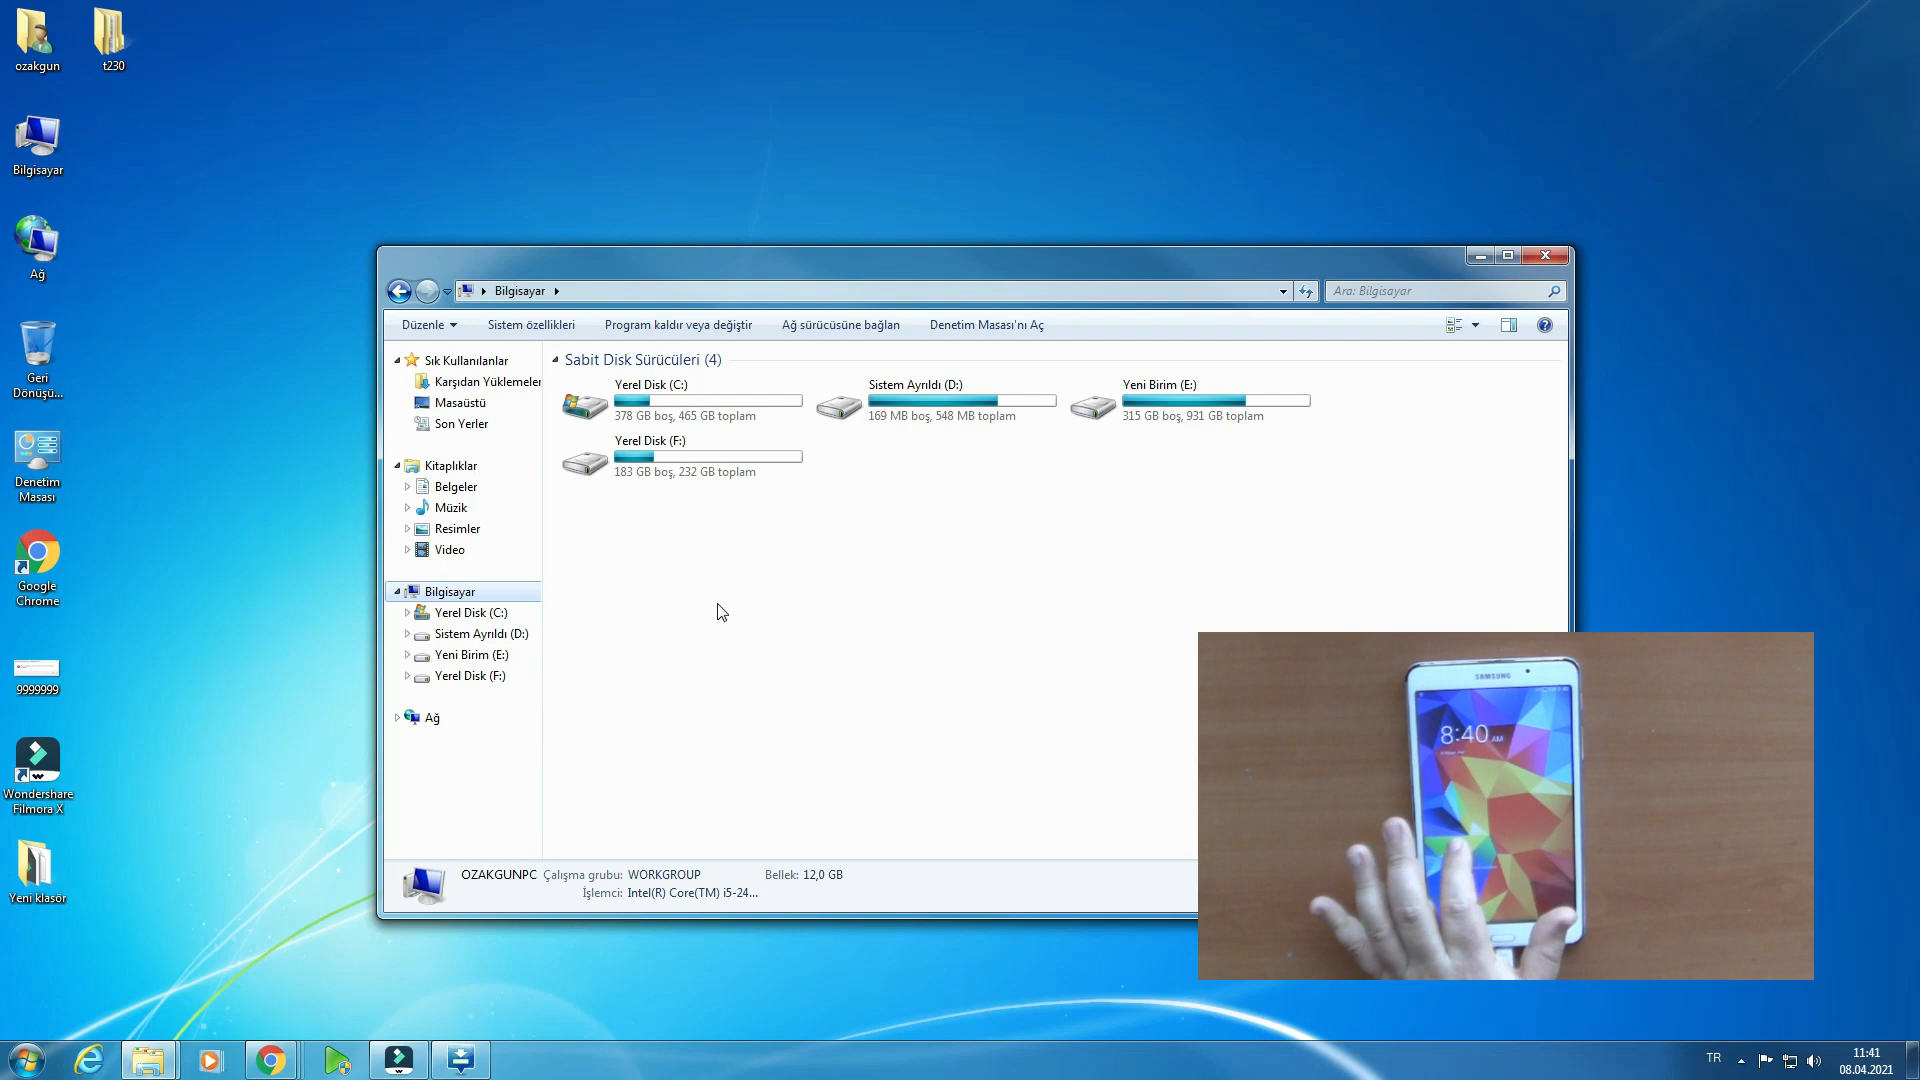 ozakgun
t230
Bilgisayar
Ağ
Geri
Dönüşü...
Denetim
Masası
Google
Chrome
9999999
Wondershare
Filmora X
Yeni klasör
Bilgisayar
Ara: Bilgisayar
Düzenle
Sistem özellikleri
Program kaldır veya değiştir
Ağ sürücüsüne bağlan
Denetim Masası'nı Aç
Sık Kullanılanlar
Karşıdan Yüklemeler
Masaüstü
Son Yerler
Kitaplıklar
Belgeler
Müzik
Resimler
Video
Bilgisayar
Yerel Disk (C:)
Sistem Ayrıldı (D:)
Yeni Birim (E:)
Yerel Disk (F:)
Ağ
Sabit Disk Sürücüleri (4)
Yerel Disk (C:)
378 GB boş, 465 GB toplam
Sistem Ayrıldı (D:)
169 MB boş, 548 MB toplam
Yeni Birim (E:)
315 GB boş, 931 GB toplam
Yerel Disk (F:)
183 GB boş, 232 GB toplam
OZAKGUNPC Çalışma grubu: WORKGROUP Bellek: 12,0 GB
İşlemci: Intel(R) Core(TM) i5-24...
SAMSUNG
8:40 AM
TR
11:41
08.04.2021